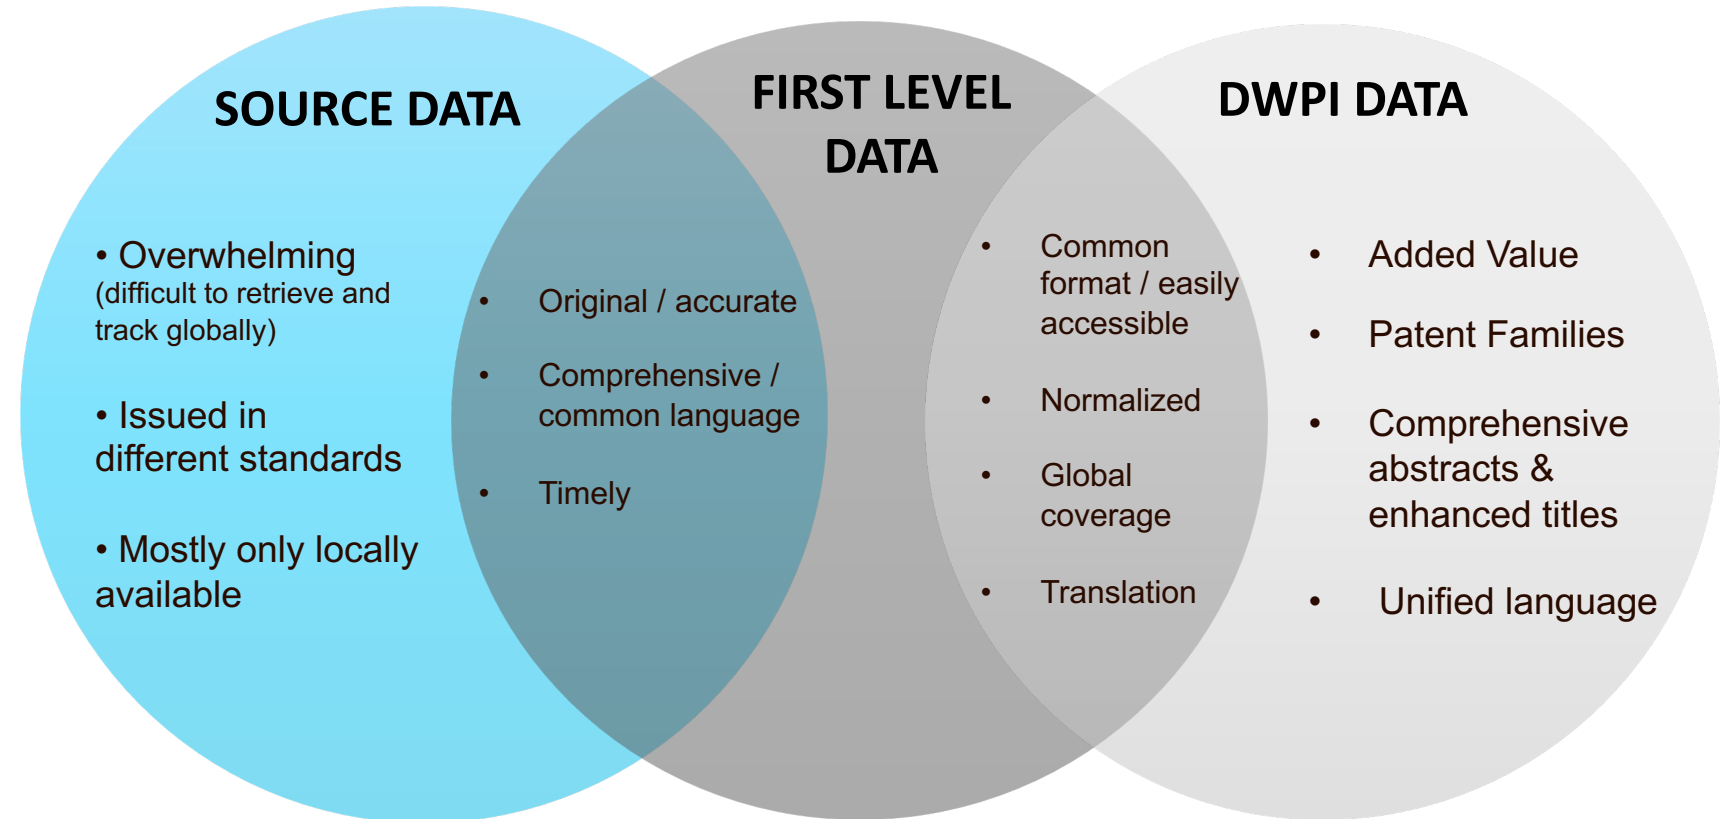 SOURCE DATA
• Overwhelming
(difficult to retrieve and
track globally)
• Issued in
different standards
• Mostly only locally
available
• Original / accurate
• Comprehensive /
common language
• Timely
FIRST LEVEL
DATA
• Common
format / easily
accessible
• Normalized
• Global
coverage
• Translation
DWPI DATA
• Added Value
• Patent Families
• Comprehensive
abstracts &
enhanced titles
• Unified language